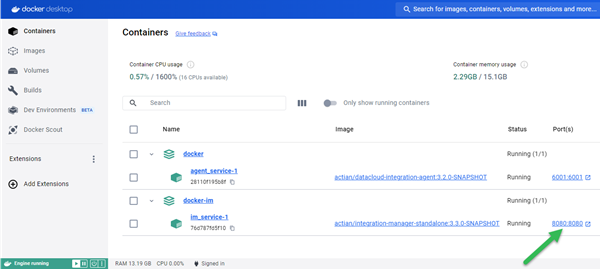 docker desktop
Search for images, containers, volumes, extensions and more...
Containers
Images
Volumes
Builds
Dev Environments BETA
Docker Scout
Extensions
Add Extensions
Containers Give feedback
Container CPU usage
0.57% / 1600% (16 CPUs available)
Container memory usage
2.29GB / 15.1GB
Search
Only show running containers
Name Image Status Port(s)
docker Running (1/1)
agent_service-1 actian/datacloud-integration-agent:3.2.0-SNAPSHOT Running 6001:6001
28110f195b8f
docker-im Running (1/1)
im_service-1 actian/integration-manager-standalone:3.3.0-SNAPSHOT Running 8080:8080
76d787fd5f10
Engine running RAM 13.19 GB CPU 0.00% Signed in